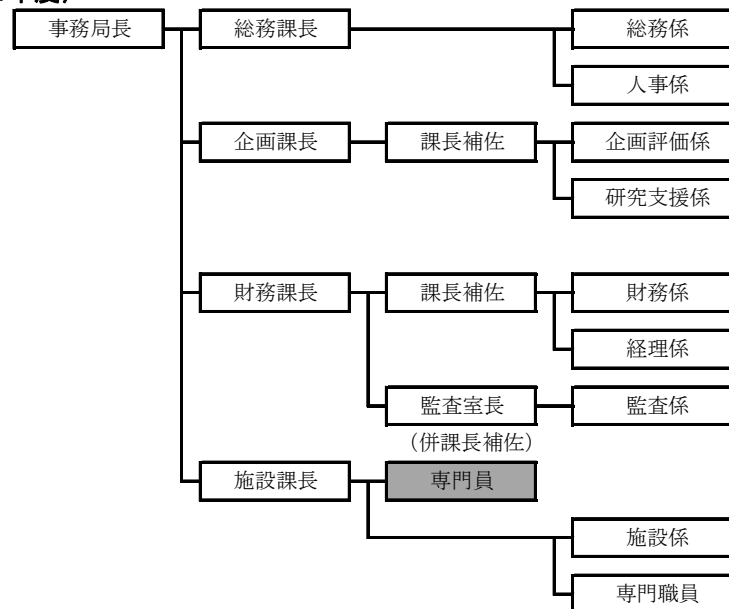 事務局長 総務課長 総務係
人事係
企画課長 課長補佐 企画評価係
研究支援係
財務課長 課長補佐 財務係
経理係
監査室長 監査係
（併課長補佐）
施設課長 専門員
施設係
専門職員